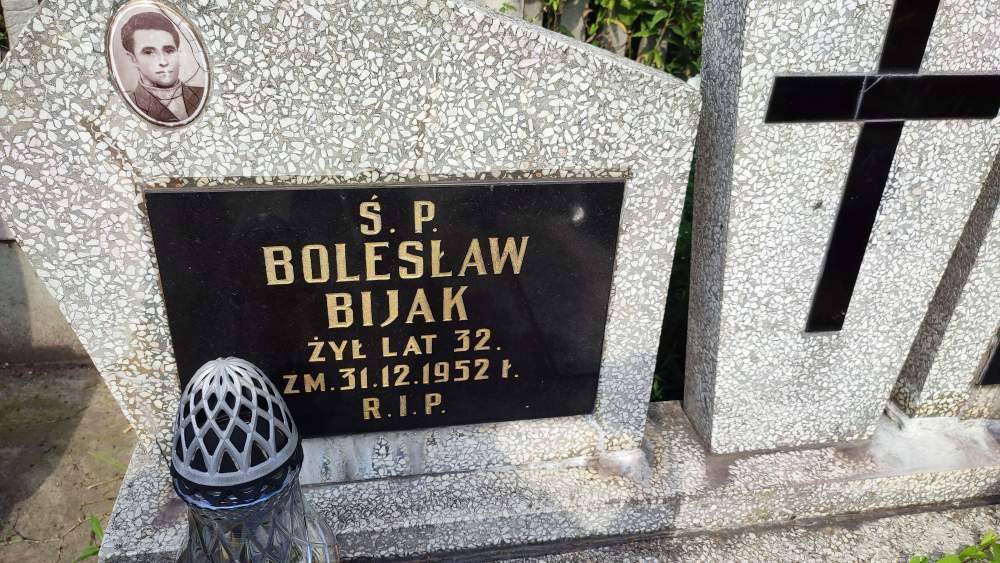 Ś. P.
BOLESŁAW
BIJAK
ŻYŁ LAT 32.
ZM. 31.12.1952 ł.
R. I. P.